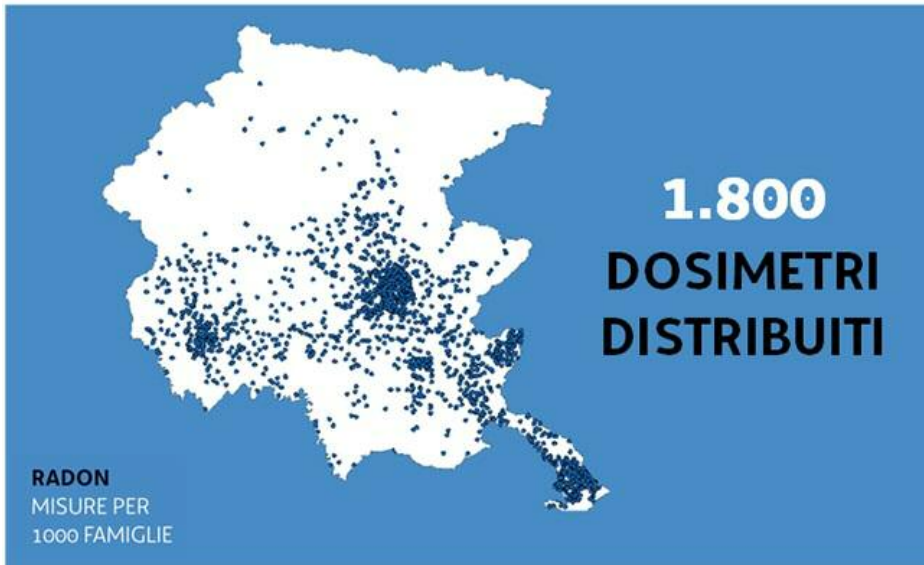 1.800
DOSIMETRI
DISTRIBUITI
RADON
MISURE PER
1000 FAMIGLIE